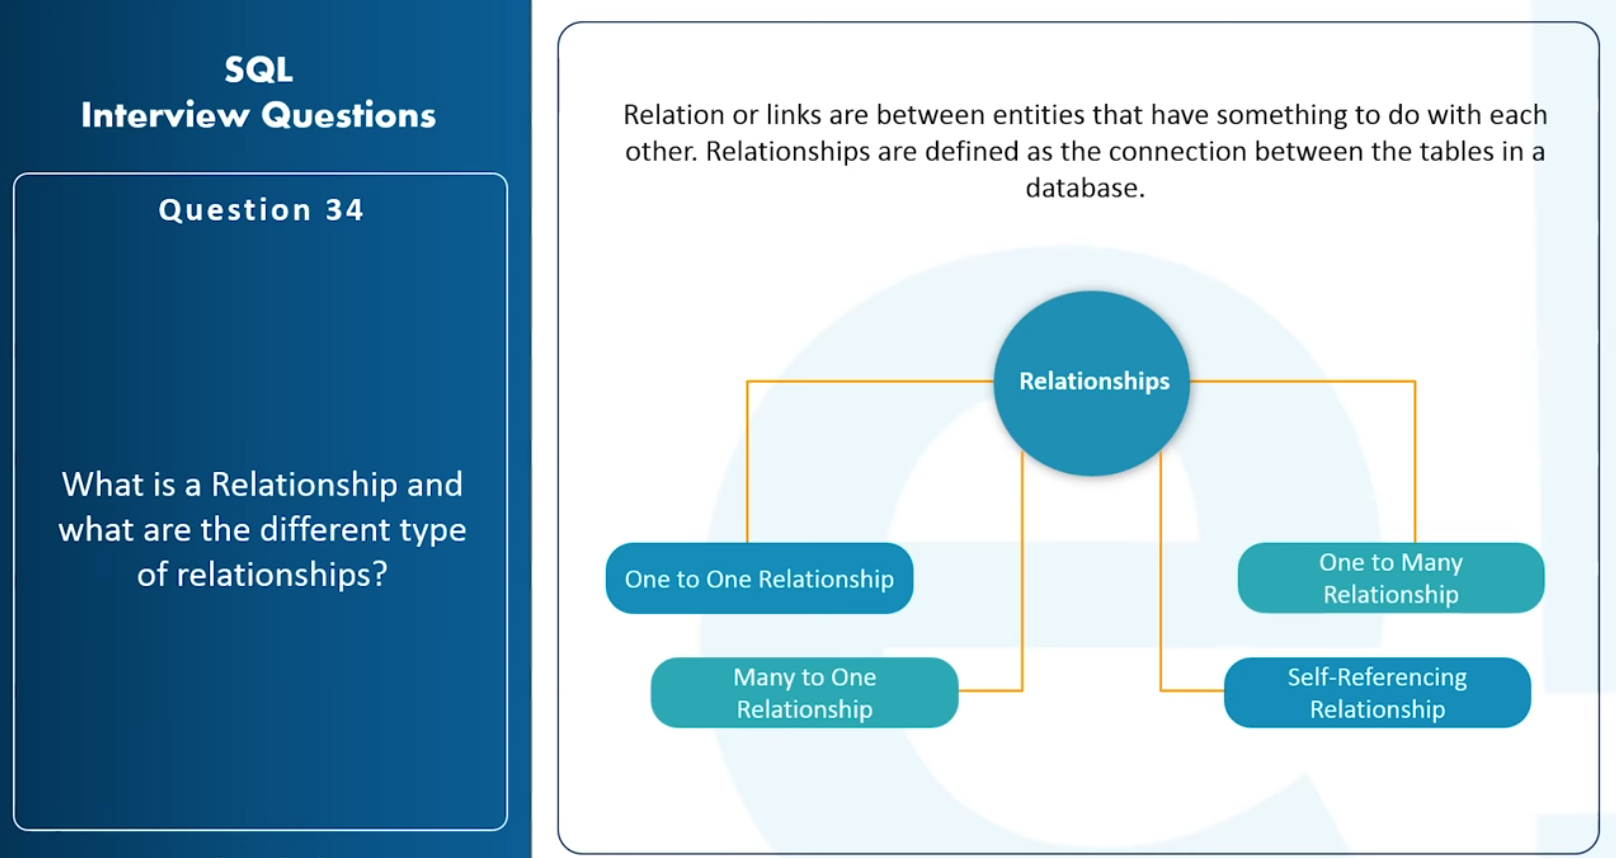 SQL
Interview Questions
Question 34
What is a Relationship and
what are the different type
of relationships?
Relation or links are between entities that have something to do with each
other. Relationships are defined as the connection between the tables in a
database.
Relationships
One to One Relationship
One to Many
Relationship
Many to One
Relationship
Self-Referencing
Relationship